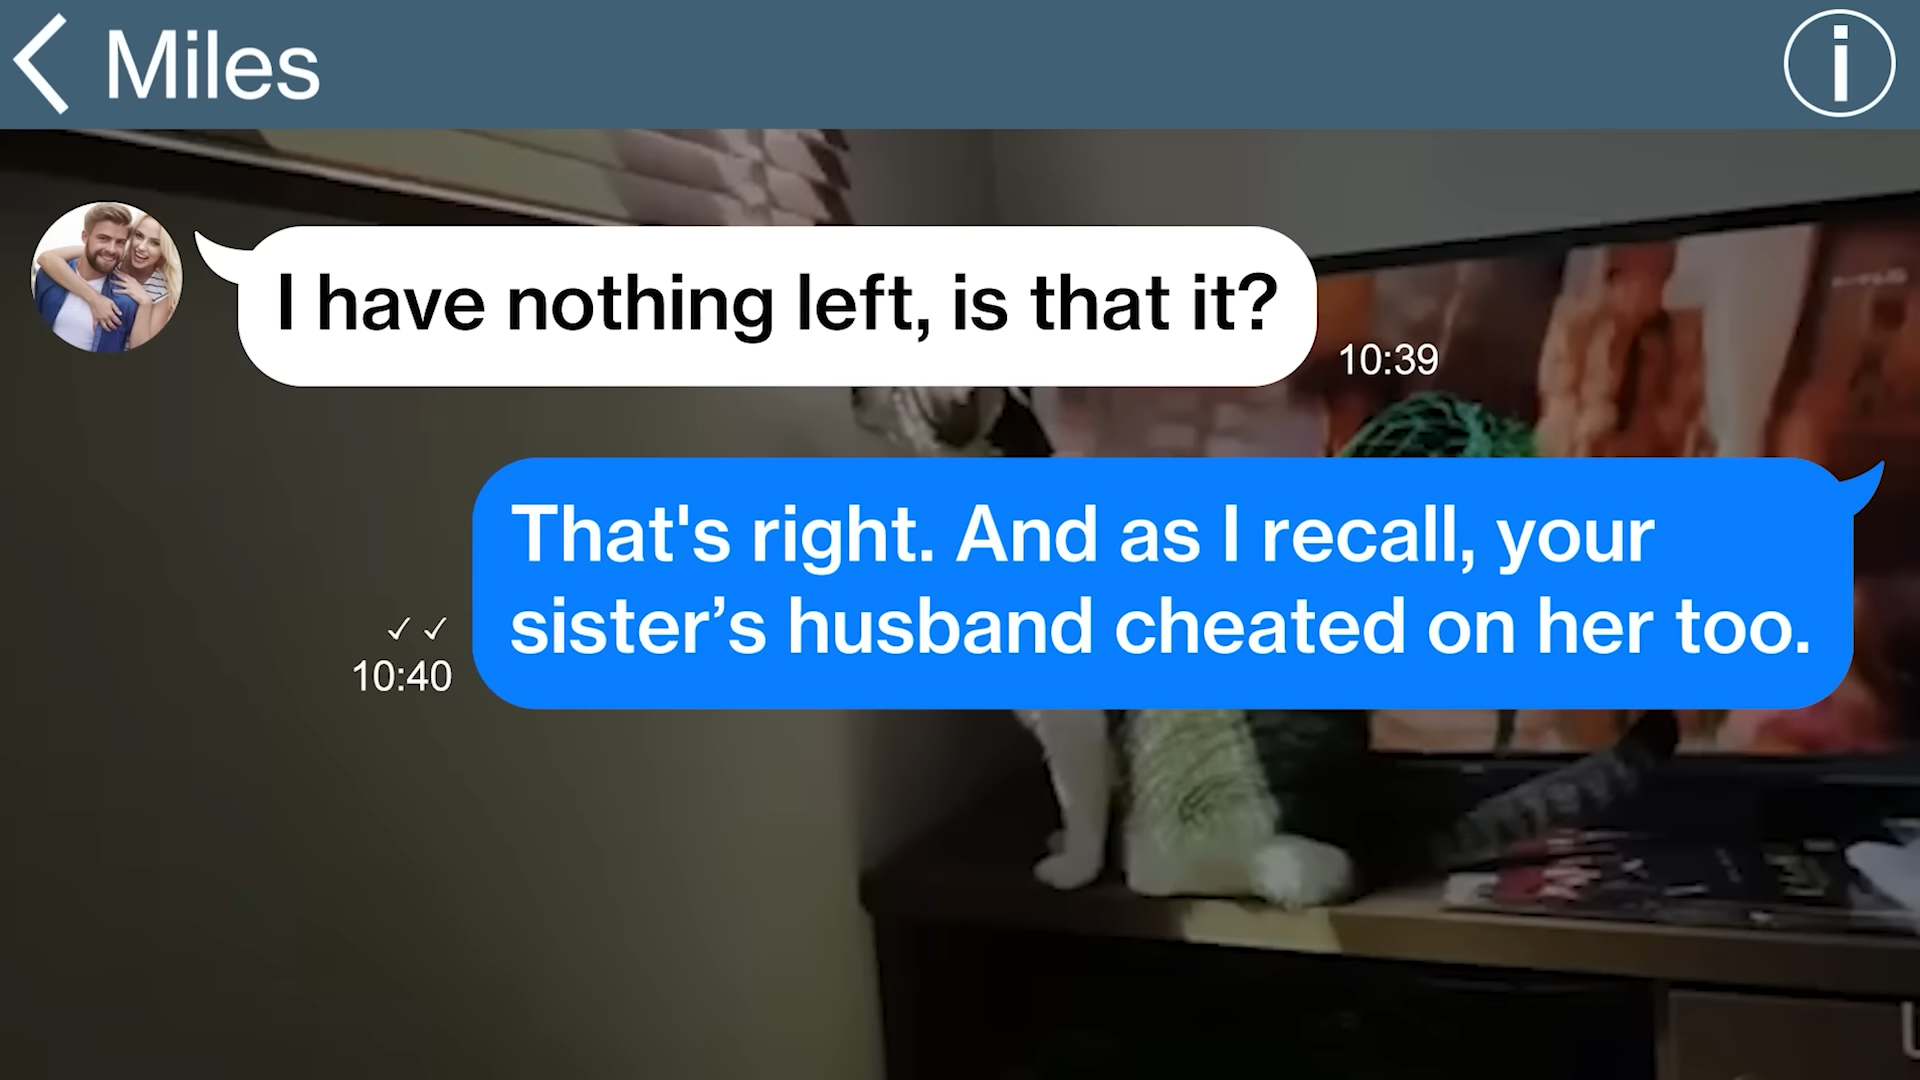 Miles
I have nothing left, is that it?
10:39
That's right. And as I recall, your
sister’s husband cheated on her too.
10:40